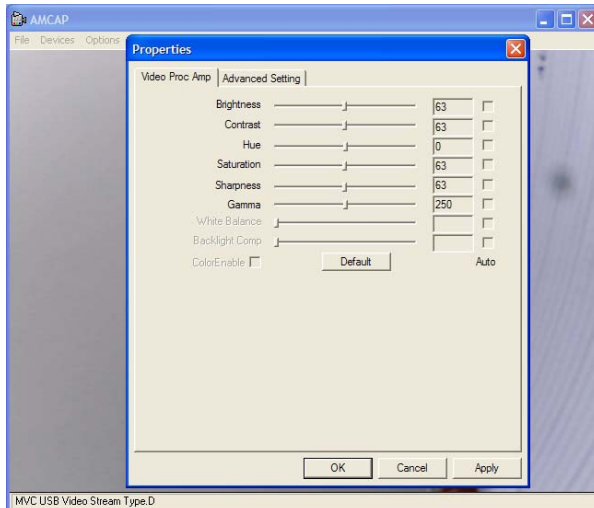 AMCAP
File Devices Options
Properties
Video Proc Amp Advanced Setting
Brightness 63
Contrast 63
Hue 0
Saturation 63
Sharpness 63
Gamma 250
White Balance
Backlight Comp
ColorEnable Default Auto
OK Cancel Apply
MVC USB Video Stream Type.D